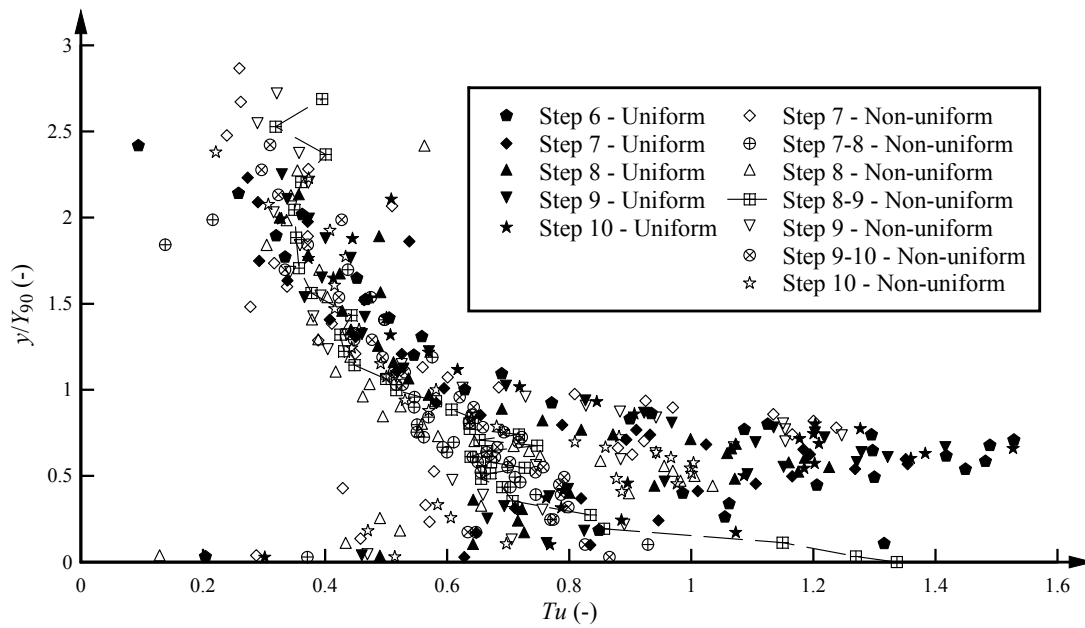 3
2.5
2
1.5
1
0.5
0
y/Y90 (-)
Step 6 - Uniform
Step 7 - Uniform
Step 8 - Uniform
Step 9 - Uniform
Step 10 - Uniform
Step 7 - Non-uniform
Step 7-8 - Non-uniform
Step 8 - Non-uniform
Step 8-9 - Non-uniform
Step 9 - Non-uniform
Step 9-10 - Non-uniform
Step 10 - Non-uniform
0 0.2 0.4 0.6 0.8 1 1.2 1.4 1.6
Tu (-)